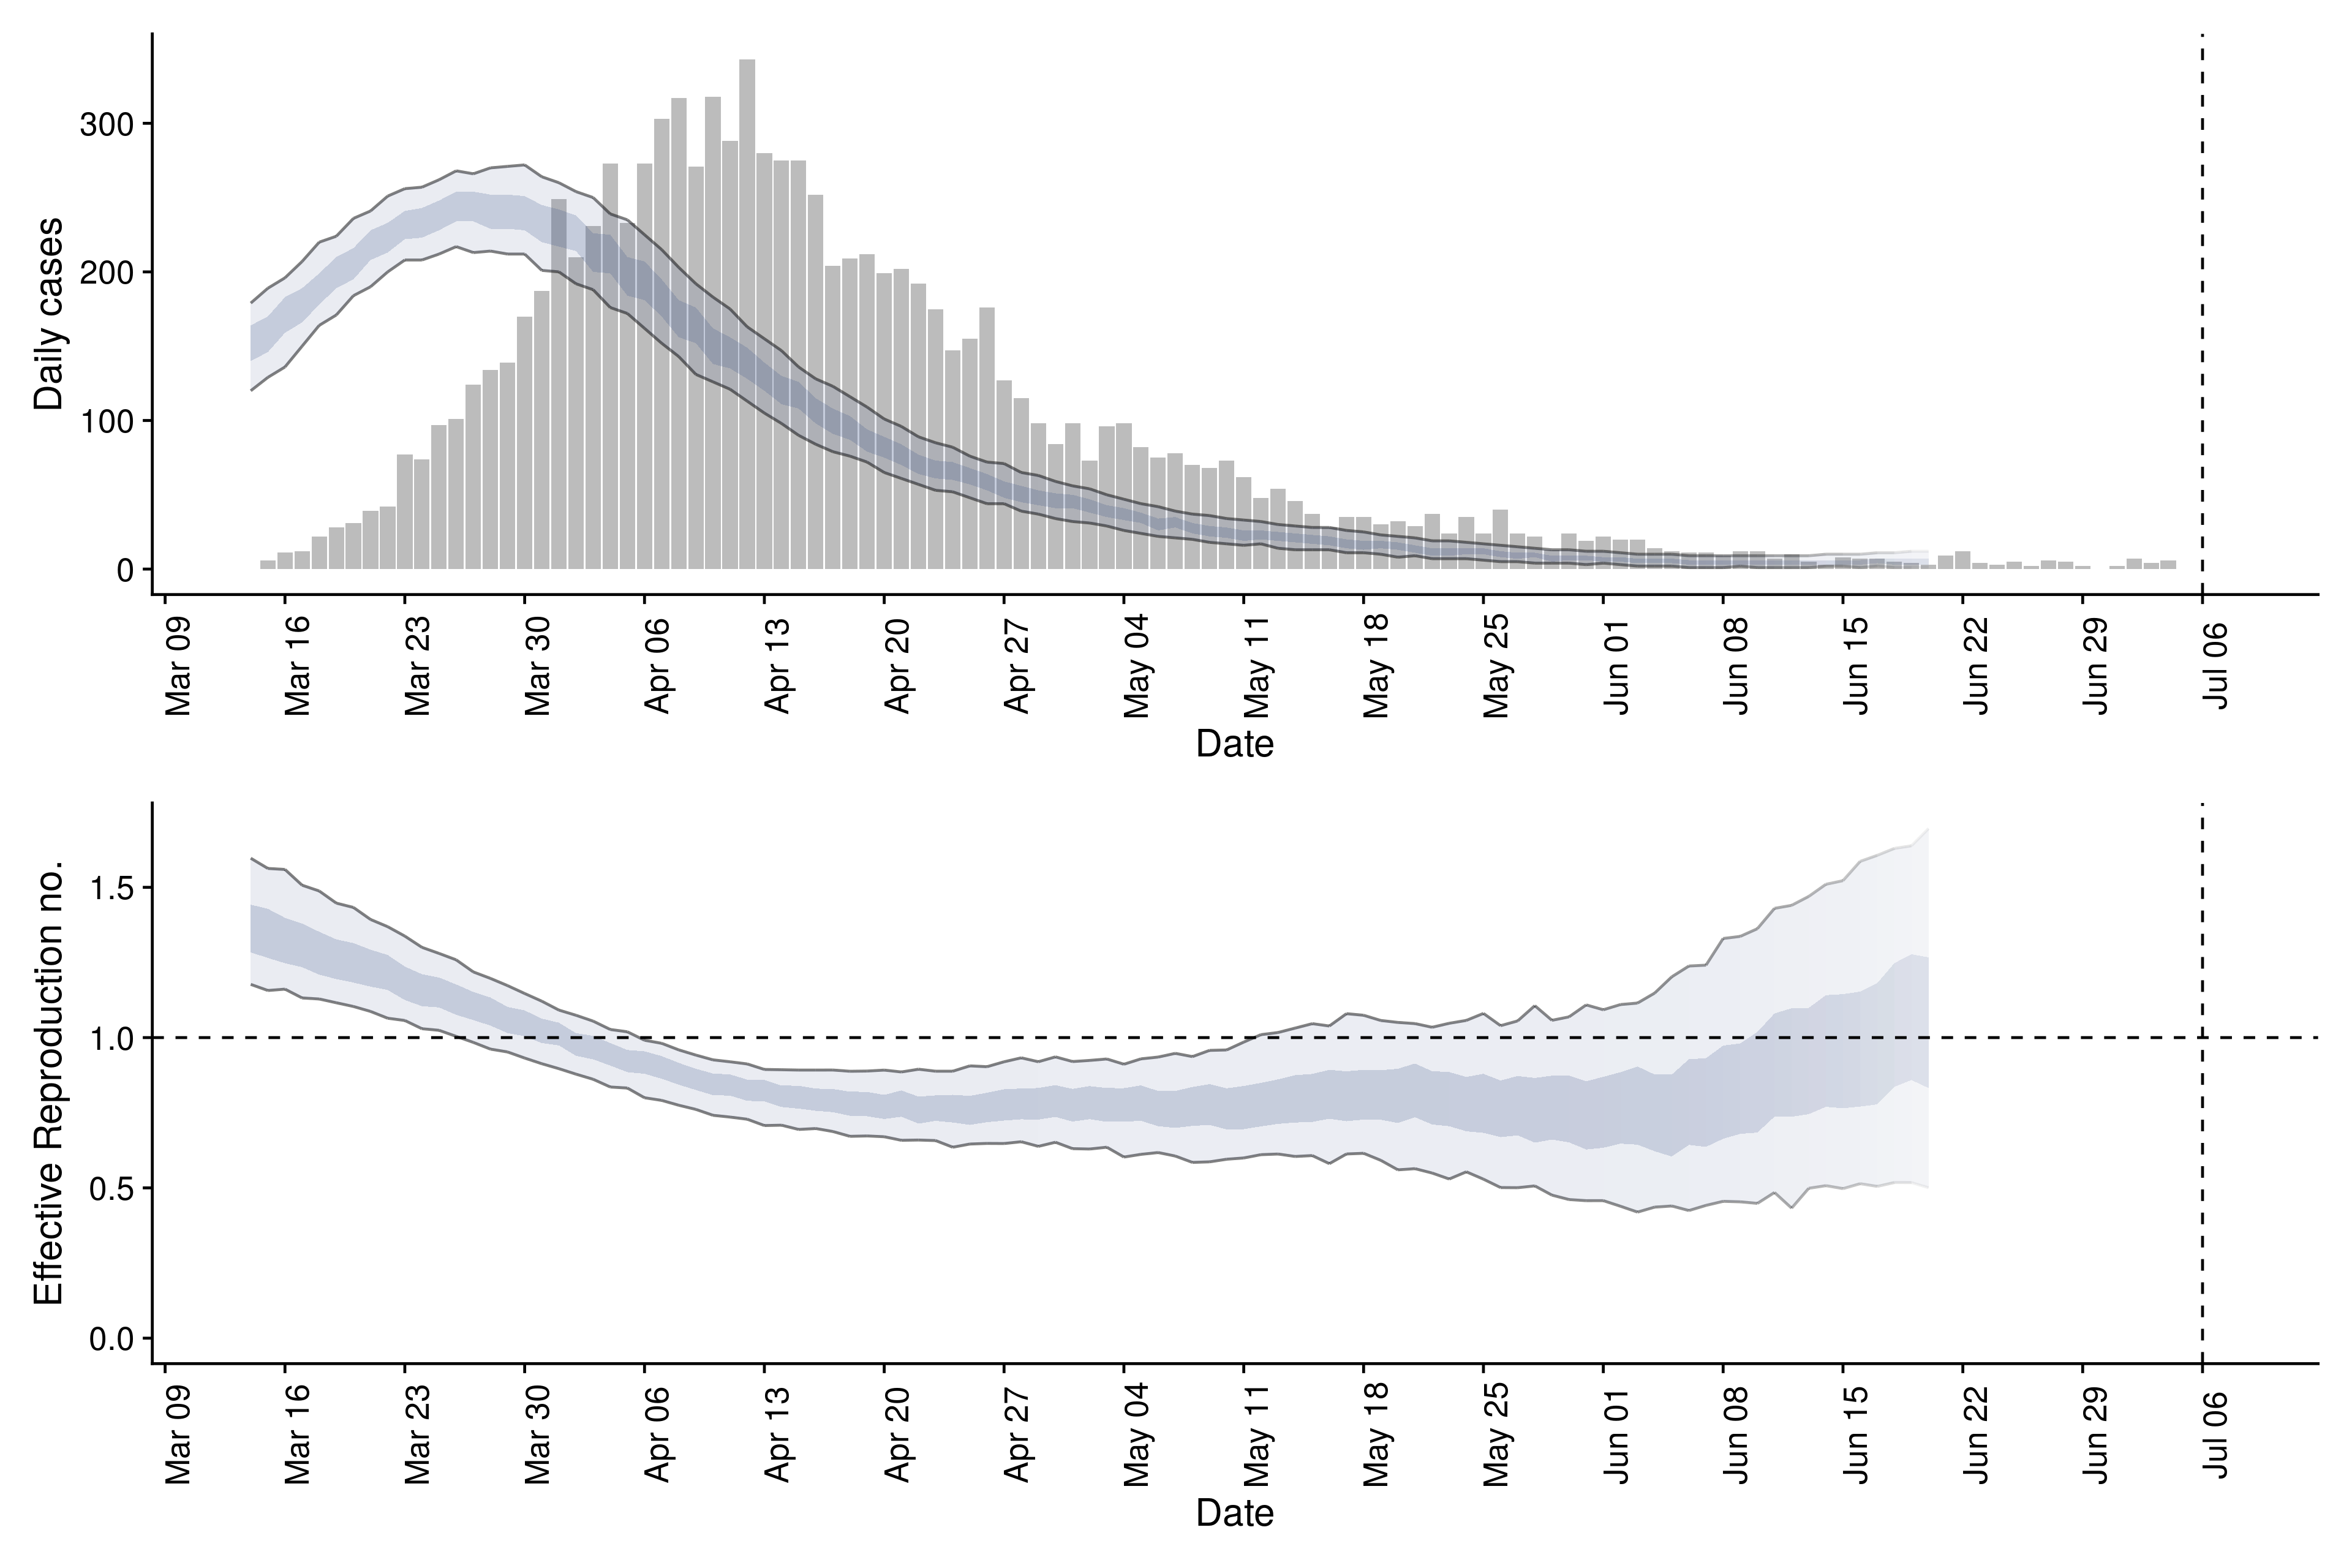 Daily cases
300
200
100
0
Mar 09
Mar 16
Mar 23
Mar 30
Apr 06
Apr 13
Apr 20
Apr 27
May 04
May 11
May 18
May 25
Jun 01
Jun 08
Jun 15
Jun 22
Jun 29
Jul 06
Date
Effective Reproduction no.
1.5
1.0
0.5
0.0
Mar 09
Mar 16
Mar 23
Mar 30
Apr 06
Apr 13
Apr 20
Apr 27
May 04
May 11
May 18
May 25
Jun 01
Jun 08
Jun 15
Jun 22
Jun 29
Jul 06
Date